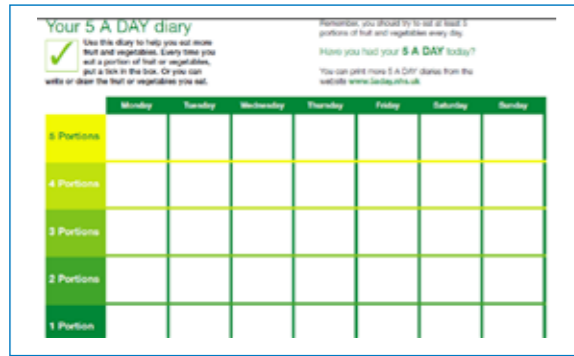 Your 5 A DAY diary
Use this diary to help you eat more
fruit and vegetables. Every time you
eat a portion of fruit or vegetables,
put a tick in the box. Or you can
write or draw the fruit or vegetables you eat.
Remember, you should try to eat at least 5
portions of fruit and vegetables every day.
Have you had your 5 A DAY today?
You can print more 5 A DAY diaries from the
website www.5aday.nhs.uk
Monday Tuesday Wednesday Thursday Friday Saturday Sunday
5 Portions
4 Portions
3 Portions
2 Portions
1 Portion